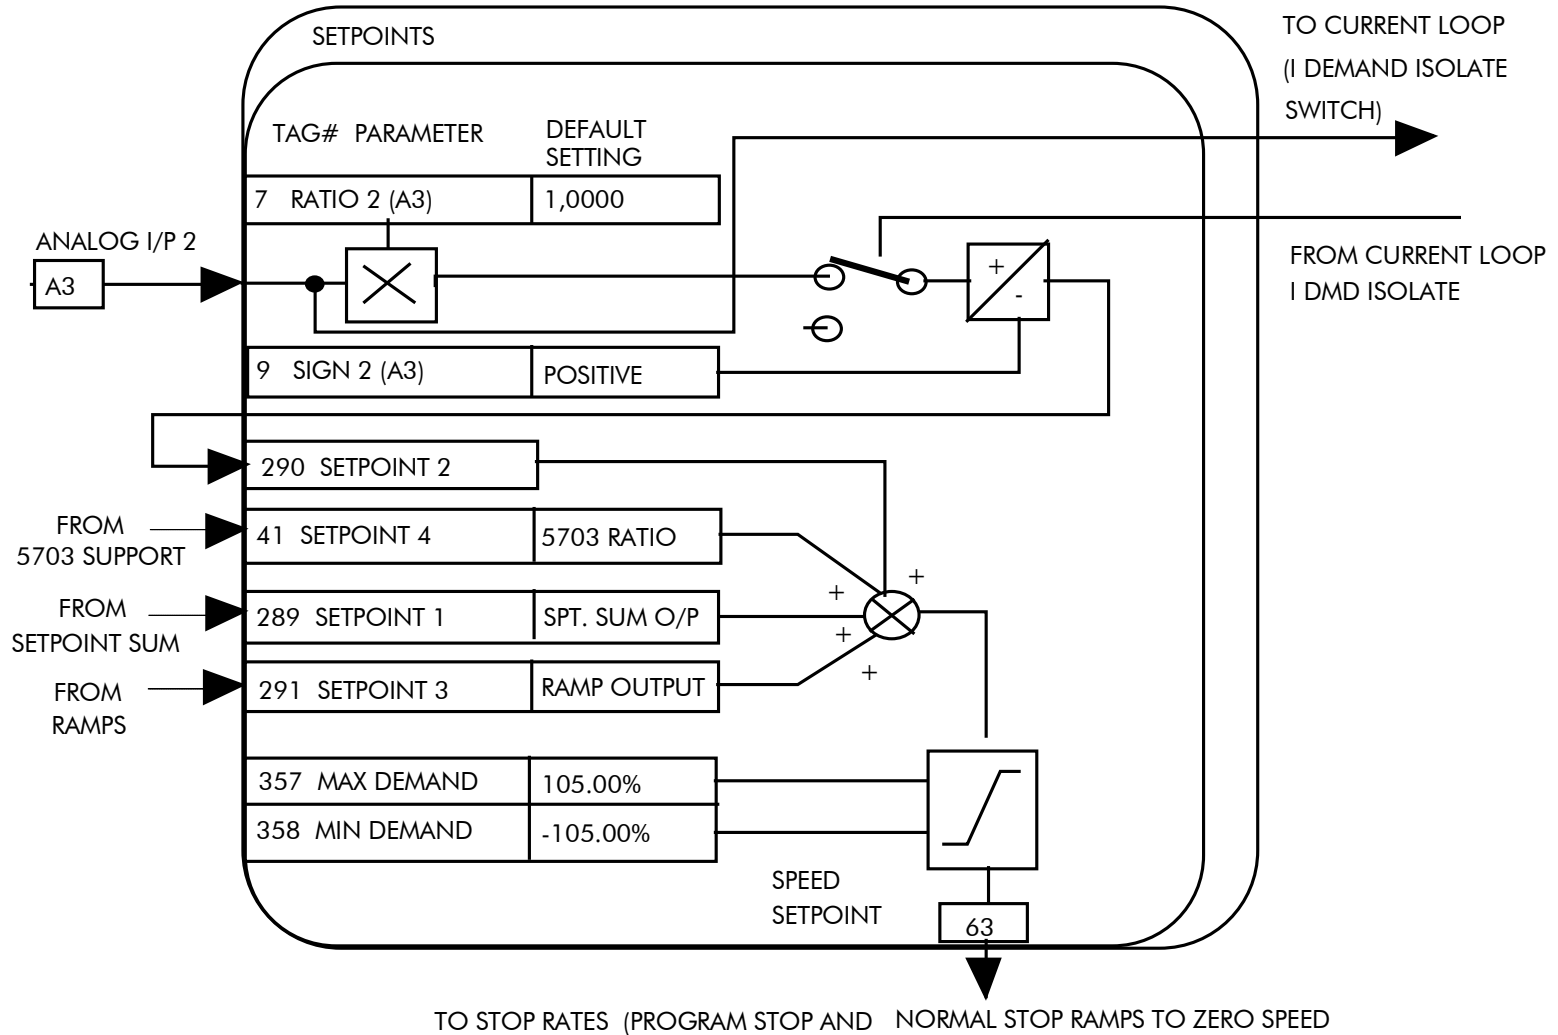 SETPOINTS
TO CURRENT LOOP
(I DEMAND ISOLATE
SWITCH)
TAG# PARAMETER
DEFAULT
SETTING
7 RATIO 2 (A3)
1,0000
ANALOG I/P 2
A3
FROM CURRENT LOOP
I DMD ISOLATE
+
-
9 SIGN 2 (A3)
POSITIVE
290 SETPOINT 2
FROM
5703 SUPPORT
41 SETPOINT 4
5703 RATIO
+
+
FROM
SETPOINT SUM
289 SETPOINT 1
SPT. SUM O/P
+
+
FROM
RAMPS
291 SETPOINT 3
RAMP OUTPUT
357 MAX DEMAND
105.00%
358 MIN DEMAND
-105.00%
SPEED
SETPOINT
63
TO STOP RATES (PROGRAM STOP AND NORMAL STOP RAMPS TO ZERO SPEED